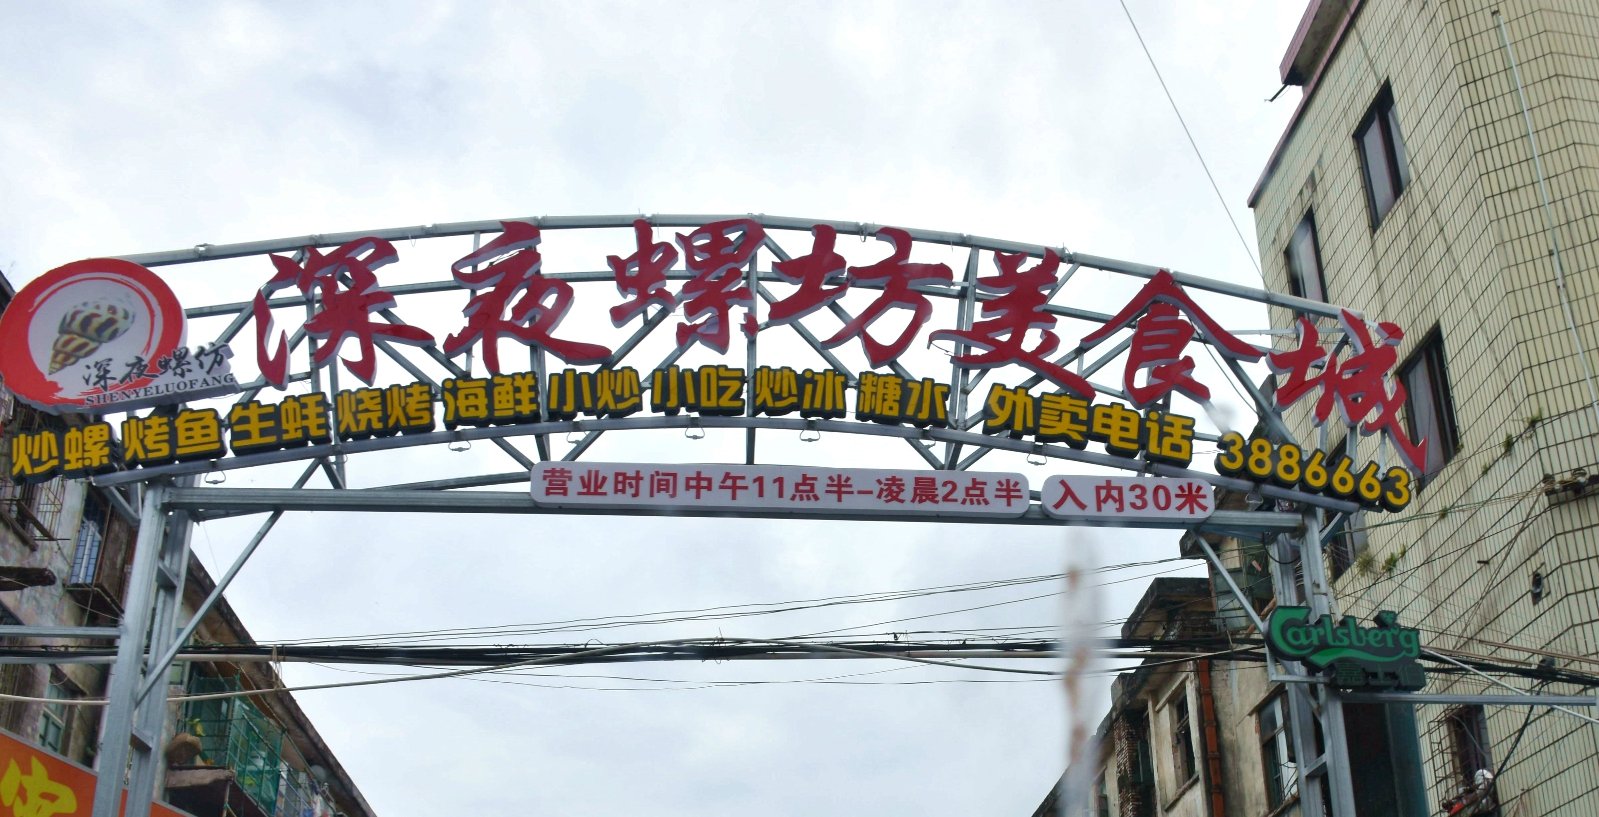 深夜螺坊美食城
深夜螺坊
SHENYELUOFANG
炒螺 烤鱼 生蚝 烧烤 海鲜 小炒 小吃 炒冰 糖水 外卖电话 3886663
营业时间中午11点半-凌晨2点半 入内30米
Carlsberg